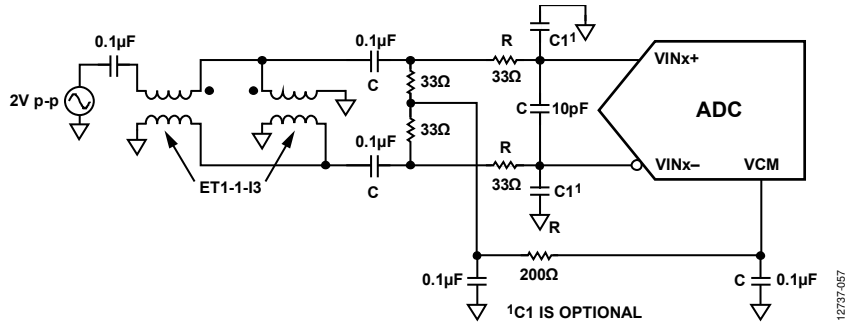 C1¹
0.1µF
0.1µF
R
VINx+
33Ω
33Ω
C
2V p-p
C
10pF
ADC
33Ω
0.1µF
R
VINx–
VCM
ET1-1-I3
C
33Ω
C1¹
R
0.1µF
200Ω
C
0.1µF
¹C1 IS OPTIONAL
12737-057